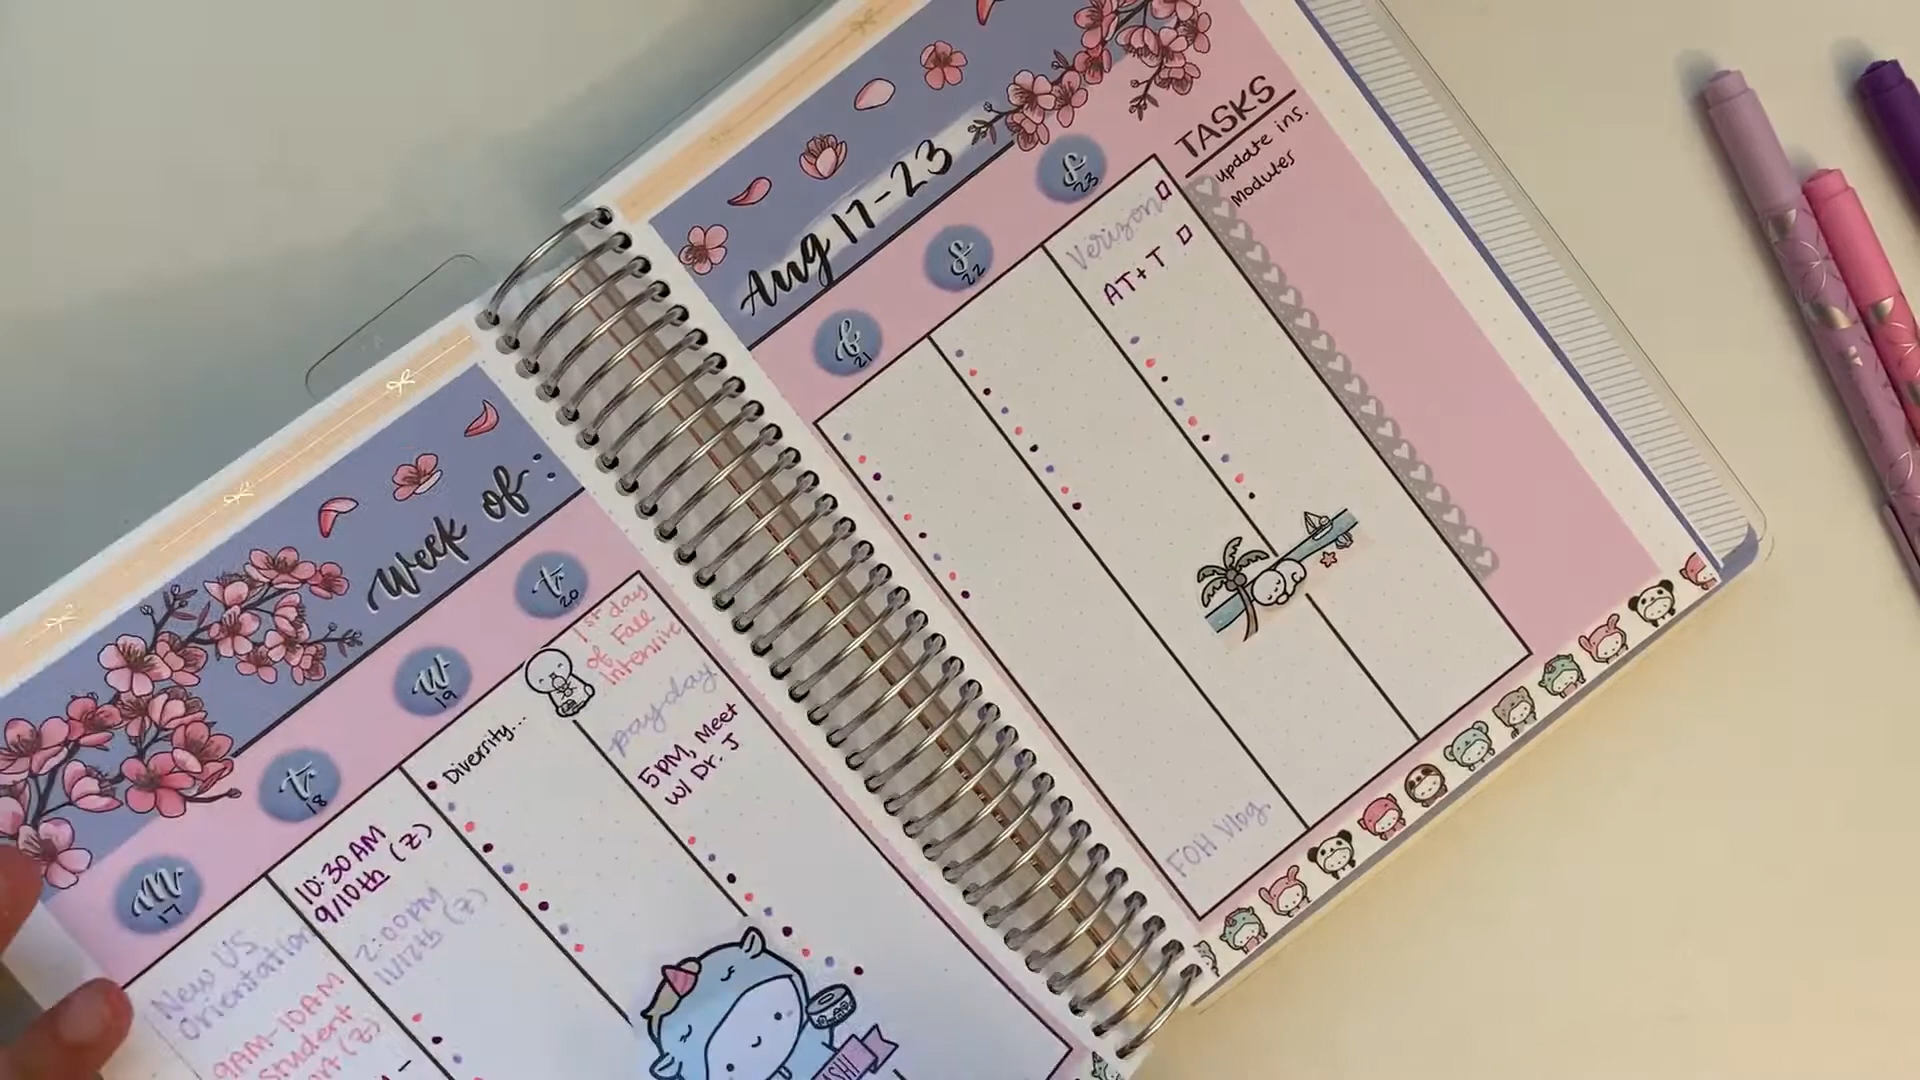 Week of :
Aug 17-23
M
17
T
18
W
19
T
20
f
21
S
22
S
23
New US
Orientation
9AM-10AM
Student
10:30 AM
9/10th (Z)
2:00PM
11/12th (Z)
Diversity...
1st day
of Fall
Intensive
payday
5PM, Meet
w/ Dr. J
FOH Vlog.
Verizon
AT+T
TASKS
update ins.
Modules